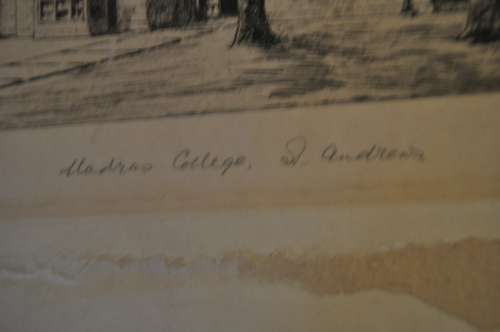 Madras College, St. Andrews